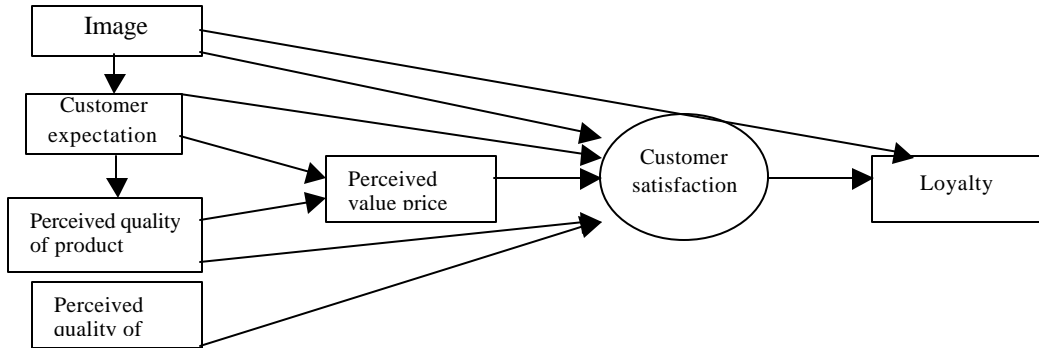 Image
Customer
expectation
Perceived quality
of product
Perceived
quality of
Perceived
value price
Customer
satisfaction
Loyalty